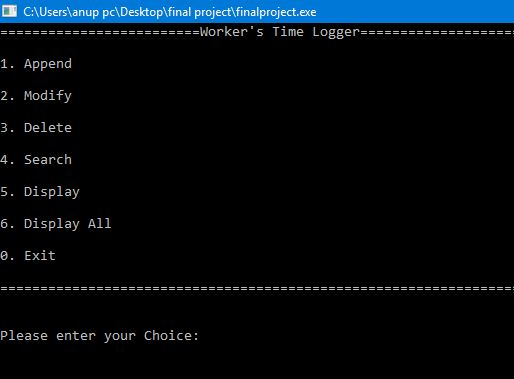 C:\Users\anup pc\Desktop\final project\finalproject.exe
=========================Worker's Time Logger===================
1. Append
2. Modify
3. Delete
4. Search
5. Display
6. Display All
0. Exit
================================================================
Please enter your Choice: